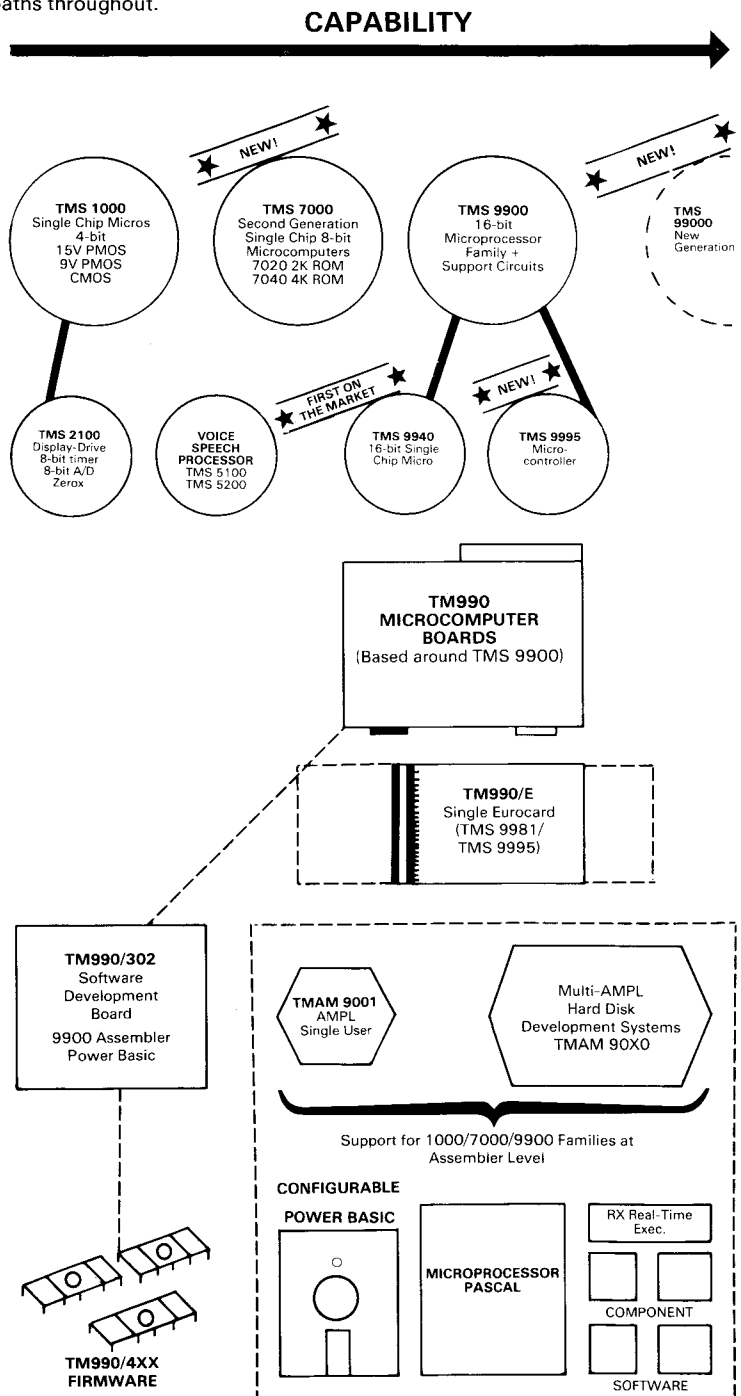 paths throughout.
CAPABILITY
NEW!
NEW!
TMS 1000
Single Chip Micros
4-bit
15V PMOS
9V PMOS
CMOS
TMS 7000
Second Generation
Single Chip 8-bit
Microcomputers
7020 2K ROM
7040 4K ROM
TMS 9900
16-bit
Microprocessor
Family +
Support Circuits
TMS
99000
New
Generation
FIRST ON
THE MARKET
NEW!
TMS 2100
Display-Drive
8-bit timer
8-bit A/D
Zerox
VOICE
SPEECH
PROCESSOR
TMS 5100
TMS 5200
TMS 9940
16-bit Single
Chip Micro
TMS 9995
Micro-
controller
TM990
MICROCOMPUTER
BOARDS
(Based around TMS 9900)
TM990/E
Single Eurocard
(TMS 9981/
TMS 9995)
TM990/302
Software
Development
Board
9900 Assembler
Power Basic
TMAM 9001
AMPL
Single User
Multi-AMPL
Hard Disk
Development Systems
TMAM 90X0
Support for 1000/7000/9900 Families at
Assembler Level
CONFIGURABLE
POWER BASIC
MICROPROCESSOR
PASCAL
RX Real-Time
Exec.
COMPONENT
SOFTWARE
TM990/4XX
FIRMWARE